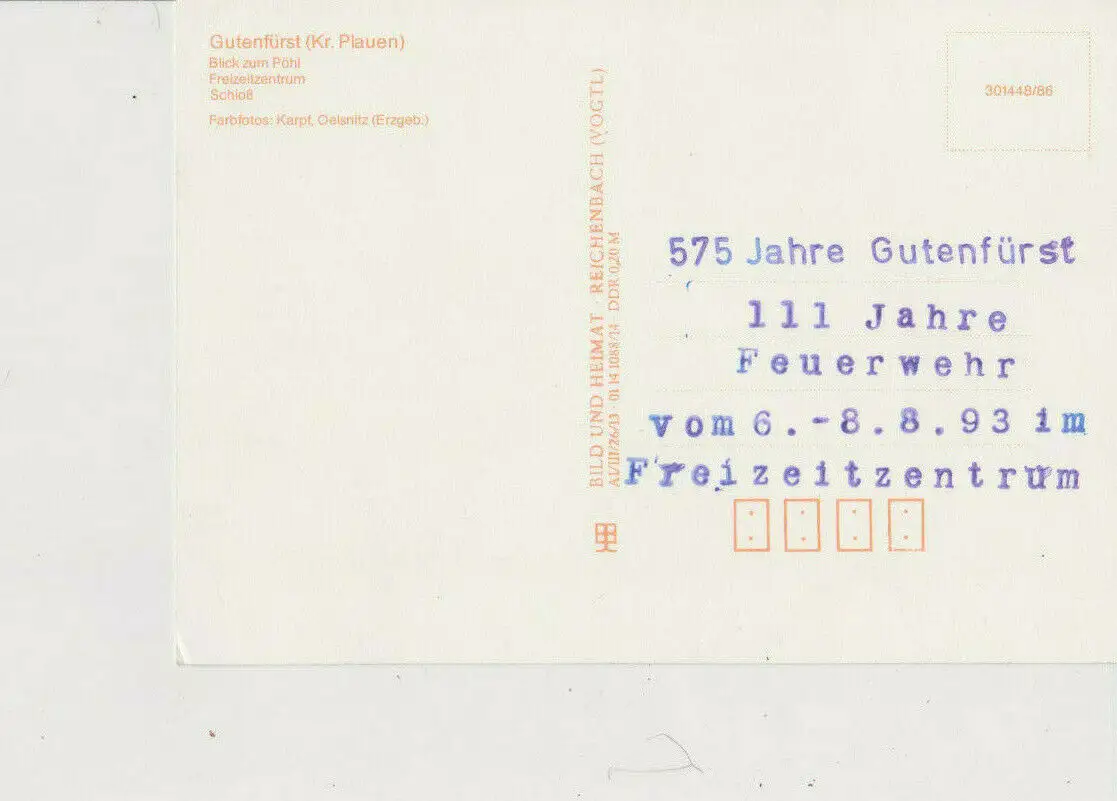 Gutenfürst (Kr. Plauen)
Blick zum Pöhl
Freizeitzentrum
Schloß
Farbfotos: Karpf, Oelsnitz (Erzgeb.)
BILD UND HEIMAT · REICHENBACH (VOGTL)
A1/III/26/13 · 01 14 1088/14 · DDR 0,20 M
301448/86
575 Jahre Gutenfürst
111 Jahre
Feuerwehr
vom 6.-8.8.93 im
Freizeitzentrum